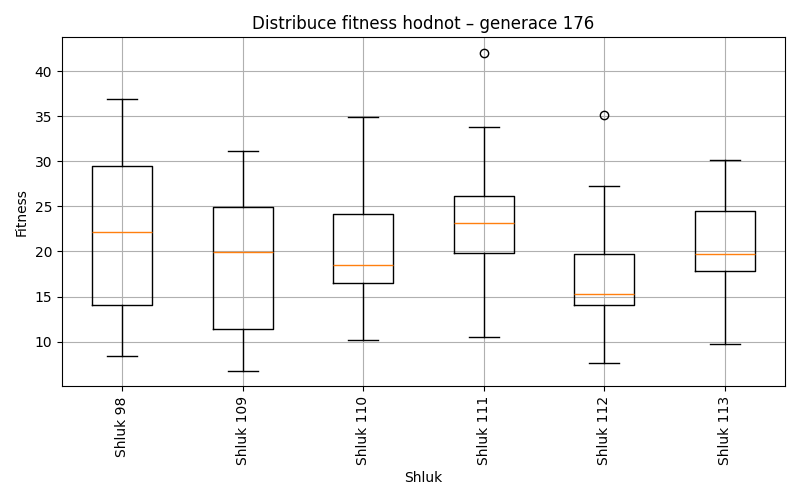 Distribuce fitness hodnot – generace 176
Fitness
40
35
30
25
20
15
10
Shluk 98
Shluk 109
Shluk 110
Shluk 111
Shluk 112
Shluk 113
Shluk